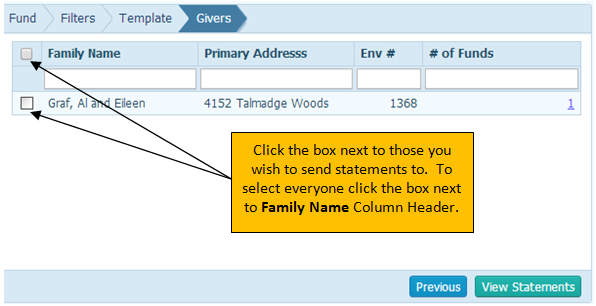 Fund Filters Template Givers
Family Name Primary Addresss Env # # of Funds
Graf, Al and Eileen 4152 Talmadge Woods 1368 1
Click the box next to those you
wish to send statements to. To
select everyone click the box next
to Family Name Column Header.
Previous View Statements